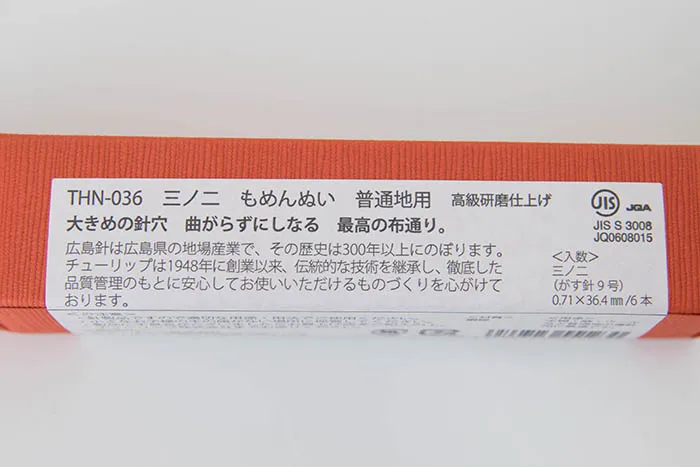 THN-036 三ノ二 もめんぬい 普通地用 高級研磨仕上げ
大きめの針穴 曲がらずにしなる 最高の布通り。
広島針は広島県の地場産業で、その歴史は300年以上にのぼります。
チューリップは1948年に創業以来、伝統的な技術を継承し、徹底した
品質管理のもとに安心してお使いいただけるものづくりを心がけて
おります。
JIS JQA
JIS S 3008
JQ0608015
<入数>
三ノ二
(がす針9号)
0.71×36.4㎜/6本